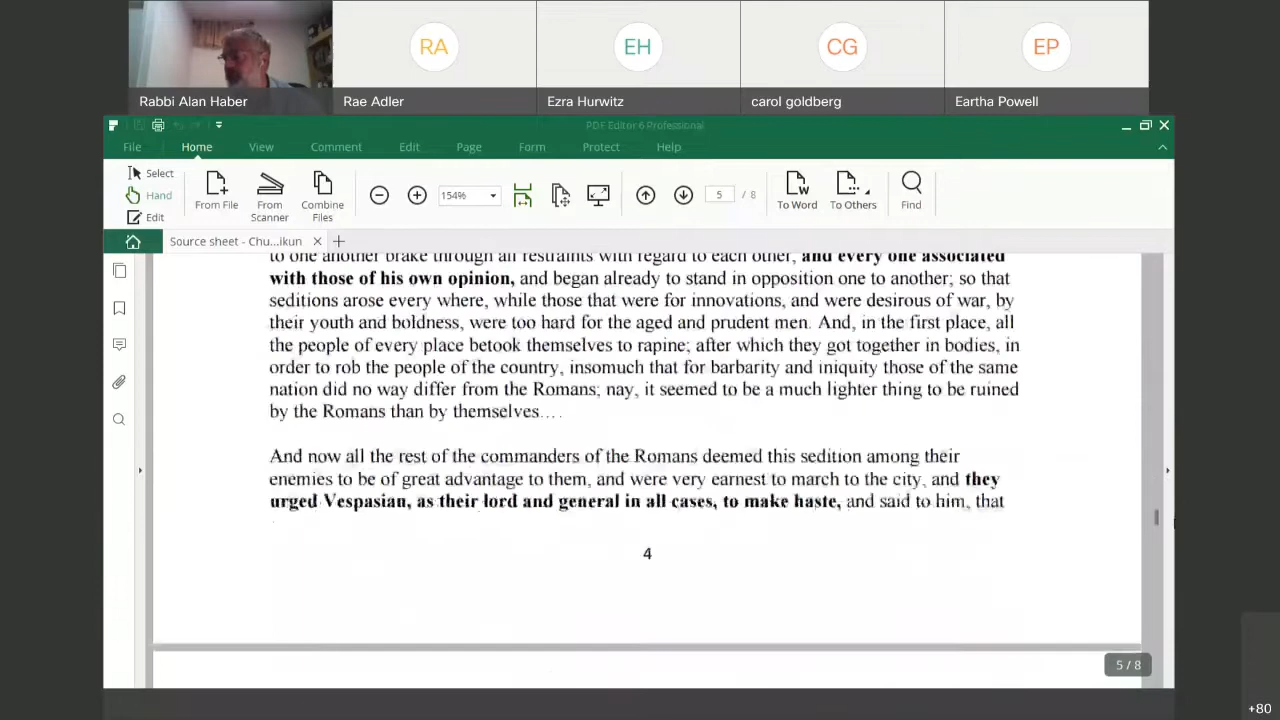 RA
EH
CG
EP
Rabbi Alan Haber
Rae Adler
Ezra Hurwitz
carol goldberg
Eartha Powell
PDF Editor 6 Professional
File Home View Comment Edit Page Form Protect Help
Select
Hand
Edit
From File
From Scanner
Combine Files
154%
5 / 8
To Word
To Others
Find
Source sheet - Chu...ikun
to one another brake through all restraints with regard to each other, and every one associated
with those of his own opinion, and began already to stand in opposition one to another; so that
seditions arose every where, while those that were for innovations, and were desirous of war, by
their youth and boldness, were too hard for the aged and prudent men. And, in the first place, all
the people of every place betook themselves to rapine; after which they got together in bodies, in
order to rob the people of the country, insomuch that for barbarity and iniquity those of the same
nation did no way differ from the Romans; nay, it seemed to be a much lighter thing to be ruined
by the Romans than by themselves....
And now all the rest of the commanders of the Romans deemed this sedition among their
enemies to be of great advantage to them, and were very earnest to march to the city, and they
urged Vespasian, as their lord and general in all cases, to make haste, and said to him, that
4
5 / 8
+80